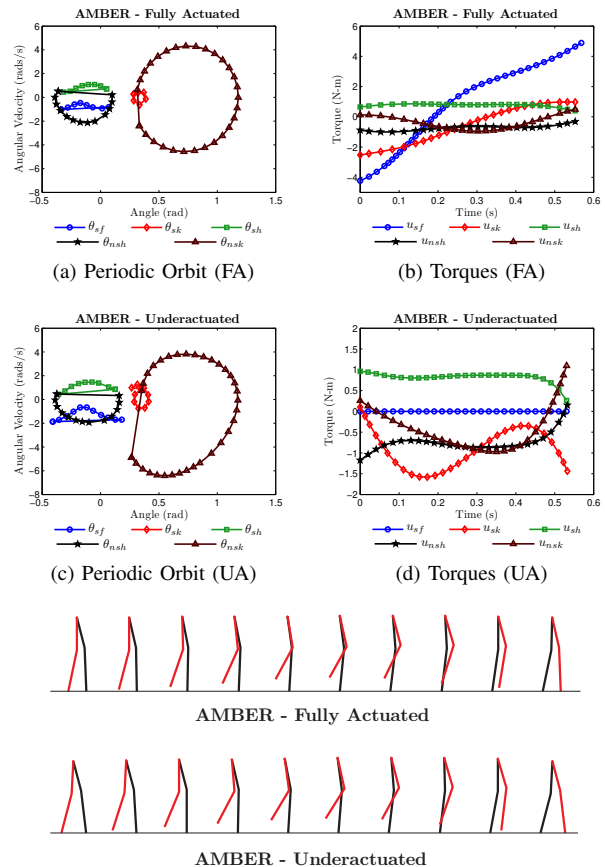 AMBER - Fully Actuated
Angular Velocity (rads/s)
6
4
2
0
−2
−4
−6
−8
−0.5 0 0.5 1 1.5
Angle (rad)
θsf θsk θsh
θnsh θnsk
(a) Periodic Orbit (FA)
AMBER - Fully Actuated
Torque (N-m)
6
4
2
0
−2
−4
0 0.1 0.2 0.3 0.4 0.5 0.6
Time (s)
usf usk ush
unsh unsk
(b) Torques (FA)
AMBER - Underactuated
Angular Velocity (rads/s)
6
4
2
0
−2
−4
−6
−8
−0.5 0 0.5 1 1.5
Angle (rad)
θsf θsk θsh
θnsh θnsk
(c) Periodic Orbit (UA)
AMBER - Underactuated
Torque (N-m)
2
1.5
1
0.5
0
−0.5
−1
−1.5
−2
0 0.1 0.2 0.3 0.4 0.5 0.6
Time (s)
usf usk ush
unsh unsk
(d) Torques (UA)
AMBER - Fully Actuated
AMBER - Underactuated